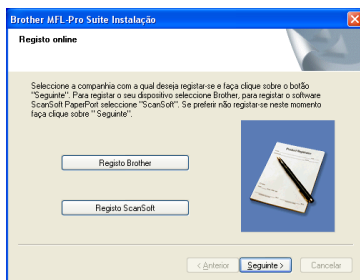 Brother MFL-Pro Suite Instalação
Registo online
Seleccione a companhia com a qual deseja registar-se e faça clique sobre o botão
"Seguinte". Para registar o seu dispositivo seleccione Brother, para registar o software
ScanSoft PaperPort seleccione "ScanSoft". Se preferir não registar-se neste momento
faça clique sobre " Seguinte".
Registo Brother
Registo ScanSoft
< Anterior
Seguinte >
Cancelar